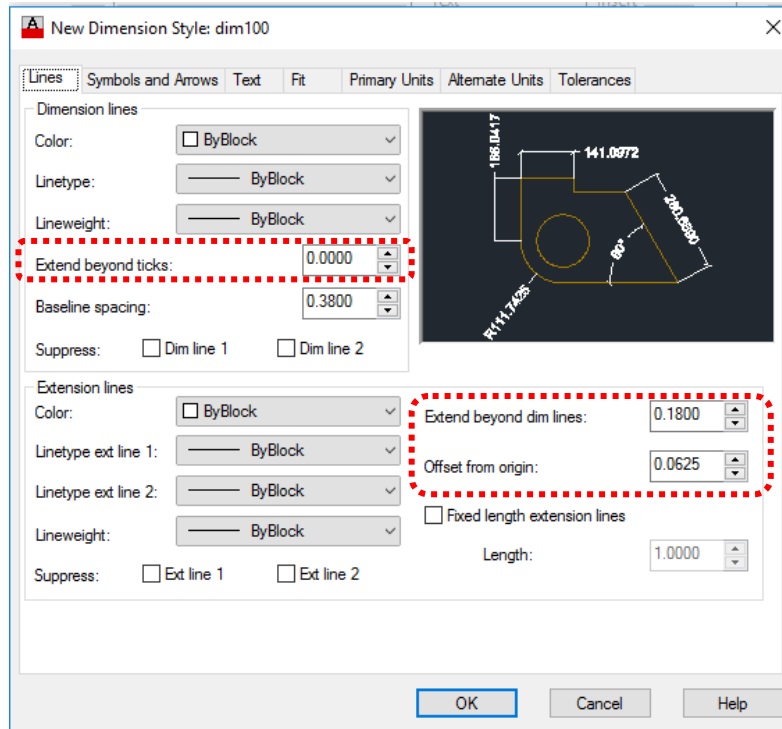 New Dimension Style: dim100
Lines Symbols and Arrows Text Fit Primary Units Alternate Units Tolerances
Dimension lines
Color: ByBlock
Linetype: ByBlock
Lineweight: ByBlock
Extend beyond ticks: 0.0000
Baseline spacing: 0.3800
Suppress: Dim line 1 Dim line 2
166.0417
141.0972
280.6690
60°
R111.7425
Extension lines
Color: ByBlock
Linetype ext line 1: ByBlock
Linetype ext line 2: ByBlock
Lineweight: ByBlock
Suppress: Ext line 1 Ext line 2
Extend beyond dim lines: 0.1800
Offset from origin: 0.0625
Fixed length extension lines
Length: 1.0000
OK Cancel Help